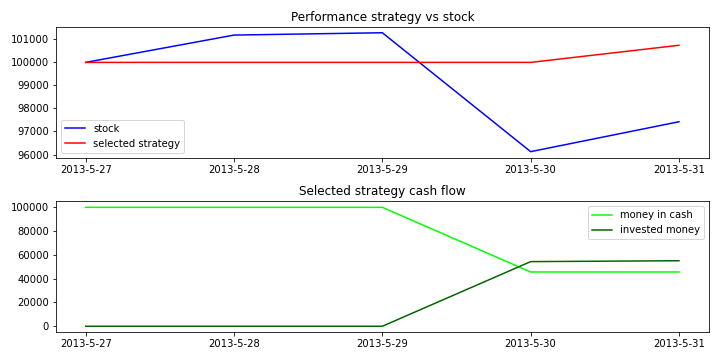 Performance strategy vs stock
101000
100000
99000
98000
97000
96000
stock
selected strategy
2013-5-27 2013-5-28 2013-5-29 2013-5-30 2013-5-31
Selected strategy cash flow
100000
80000
60000
40000
20000
0
money in cash
invested money
2013-5-27 2013-5-28 2013-5-29 2013-5-30 2013-5-31